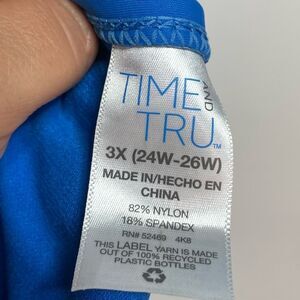 TIME
AND
TRU™
3X (24W-26W)
MADE IN/HECHO EN
CHINA
82% NYLON
18% SPANDEX
RN# 52469 4K8
THIS LABEL YARN IS MADE
OUT OF 100% RECYCLED
PLASTIC BOTTLES